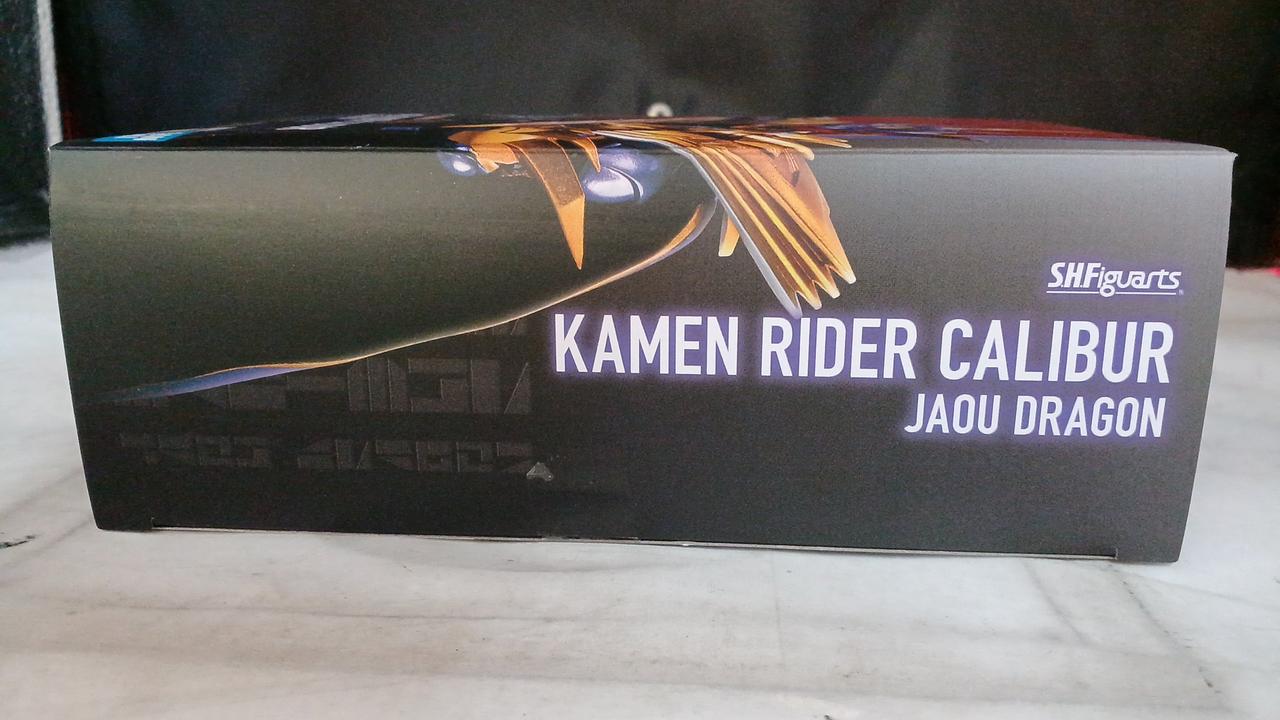 S.H.Figuarts
KAMEN RIDER CALIBUR
JAOU DRAGON